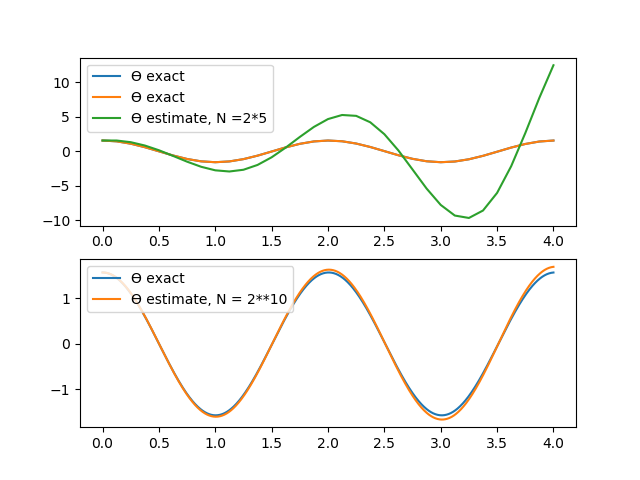 ϴ exact
ϴ exact
ϴ estimate, N =2*5
10
5
0
−5
−10
0.0 0.5 1.0 1.5 2.0 2.5 3.0 3.5 4.0
ϴ exact
ϴ estimate, N = 2**10
1
0
−1
0.0 0.5 1.0 1.5 2.0 2.5 3.0 3.5 4.0